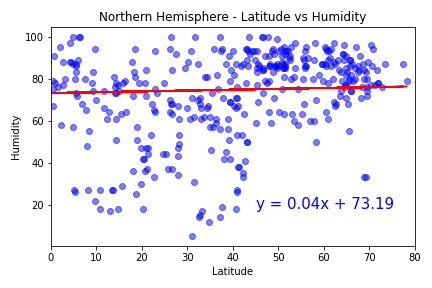 Northern Hemisphere - Latitude vs Humidity
100
80
60
40
20
Humidity
y = 0.04x + 73.19
0 10 20 30 40 50 60 70 80
Latitude